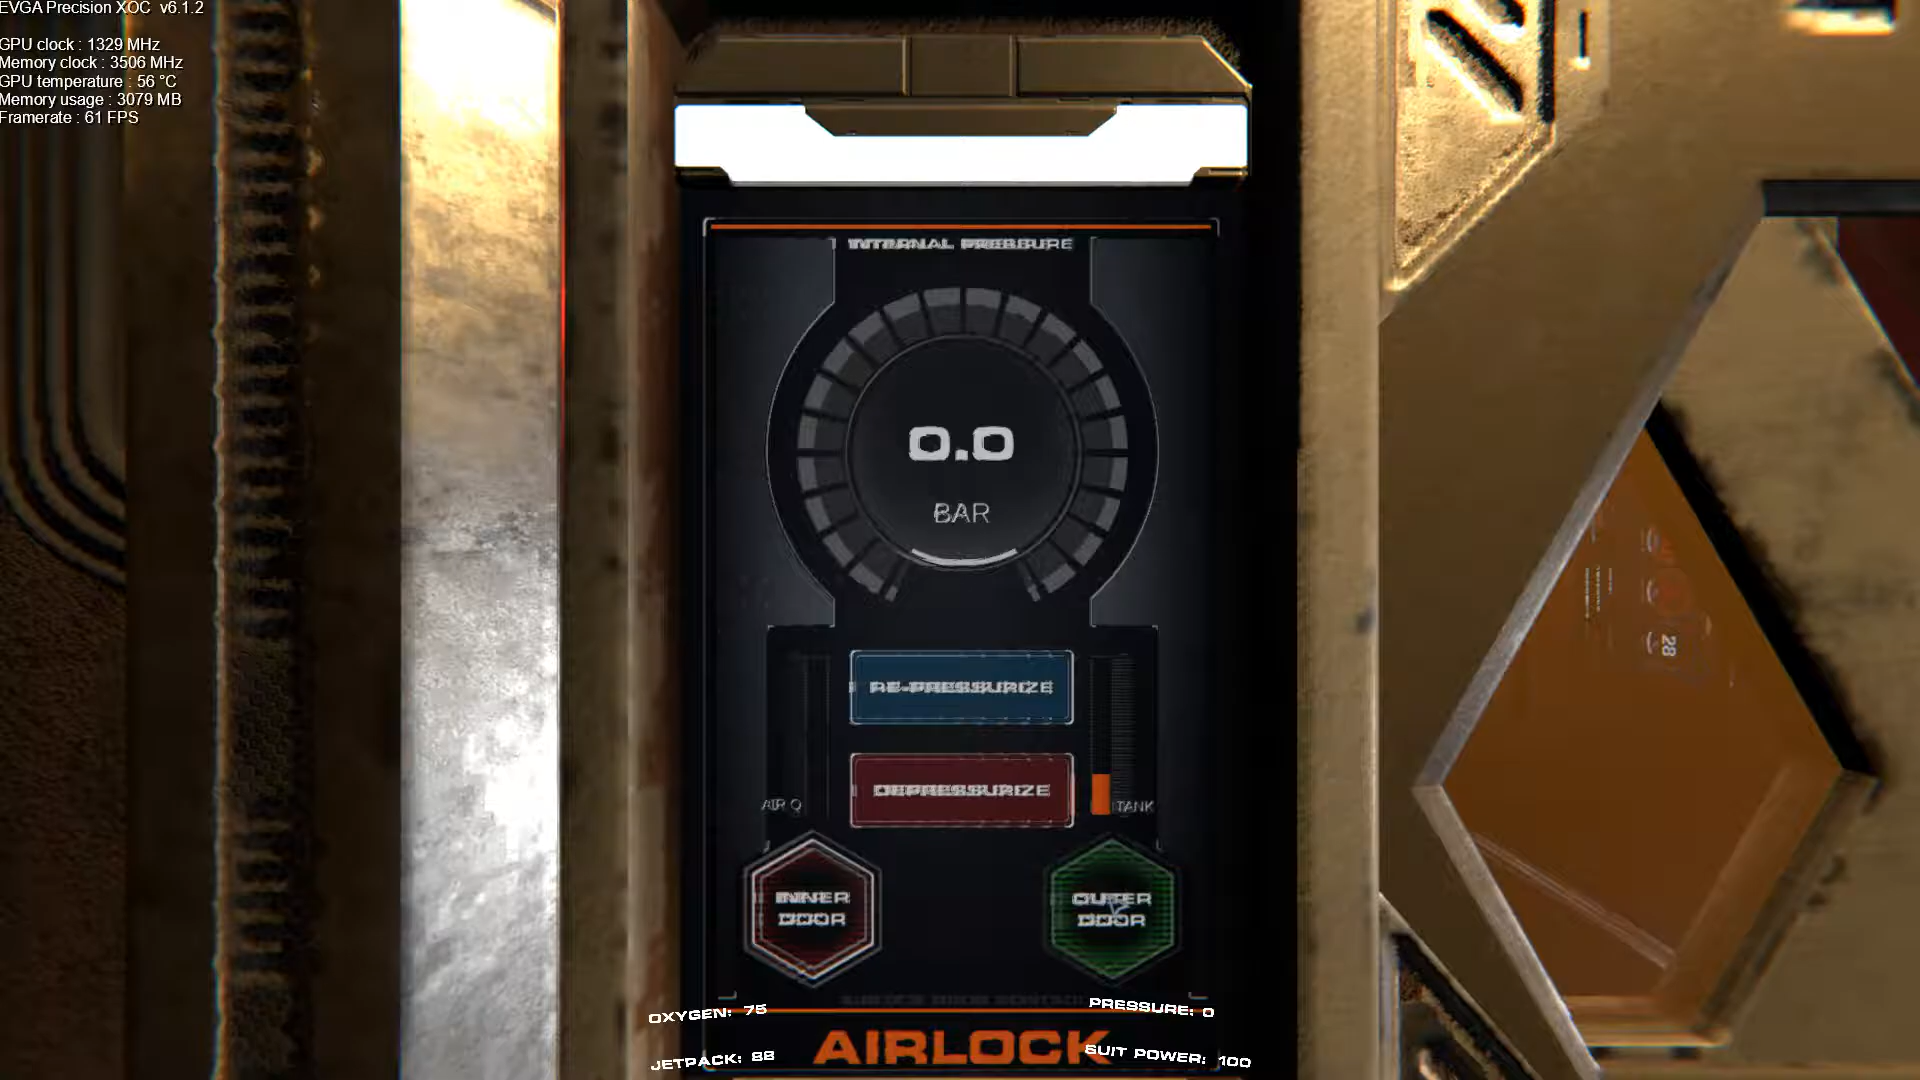 EVGA Precision XOC v6.1.2
GPU clock : 1329 MHz
Memory clock : 3506 MHz
GPU temperature : 56 °C
Memory usage : 3079 MB
Framerate : 61 FPS
INTERNAL PRESSURE
0.0
BAR
RE-PRESSURIZE
DEPRESSURIZE
AIR Q
TANK
INNER
DOOR
OUTER
DOOR
OXYGEN: 75
PRESSURE: 0
AIRLOCK
JETPACK: 88
SUIT POWER: 100
28